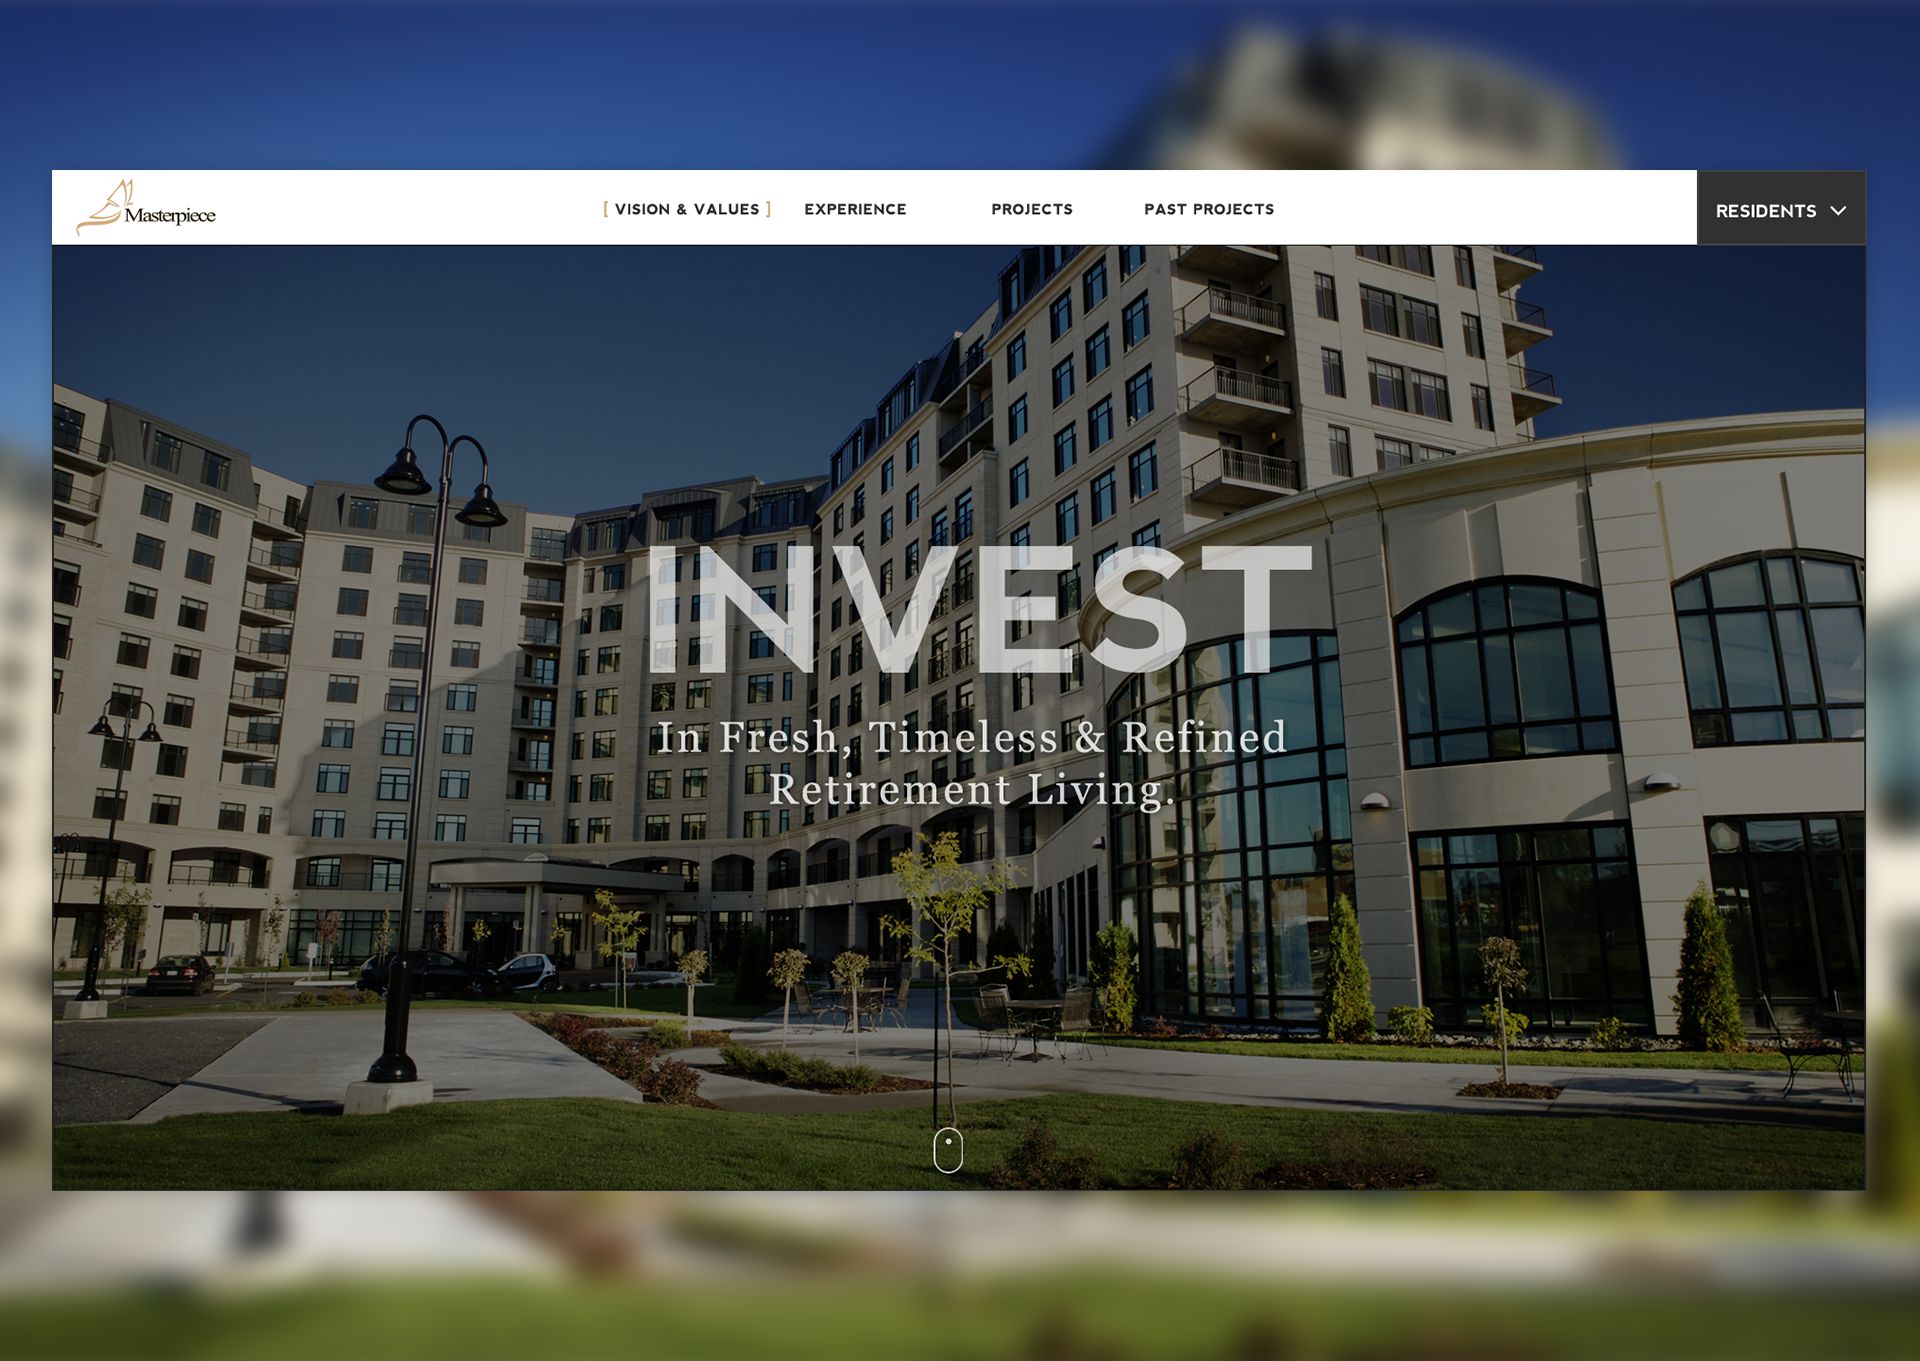 Masterpiece
[ VISION & VALUES ] EXPERIENCE PROJECTS PAST PROJECTS
RESIDENTS
INVEST
In Fresh, Timeless & Refined
Retirement Living.